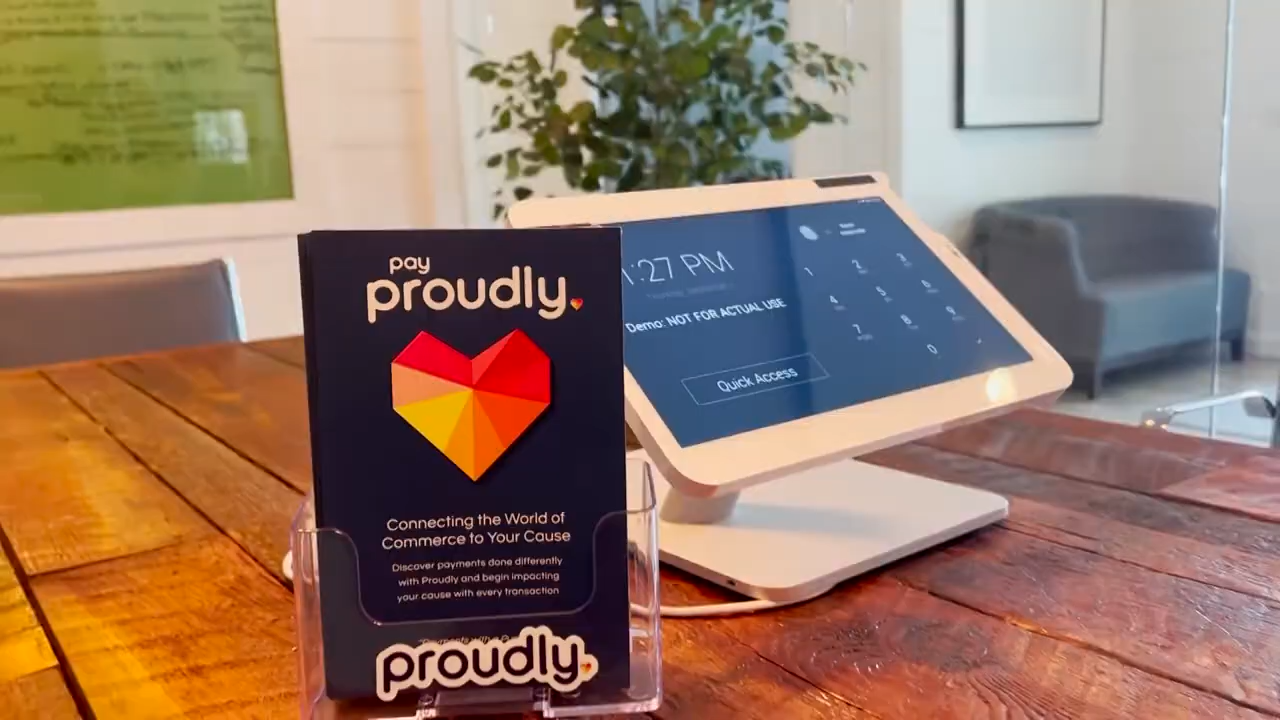 pay
proudly.
Connecting the World of
Commerce to Your Cause
Discover payments done differently
with Proudly and begin impacting
your cause with every transaction
proudly.
1:27 PM
Demo: NOT FOR ACTUAL USE
Quick Access
1 2 3
4 5 6
7 8 9
0